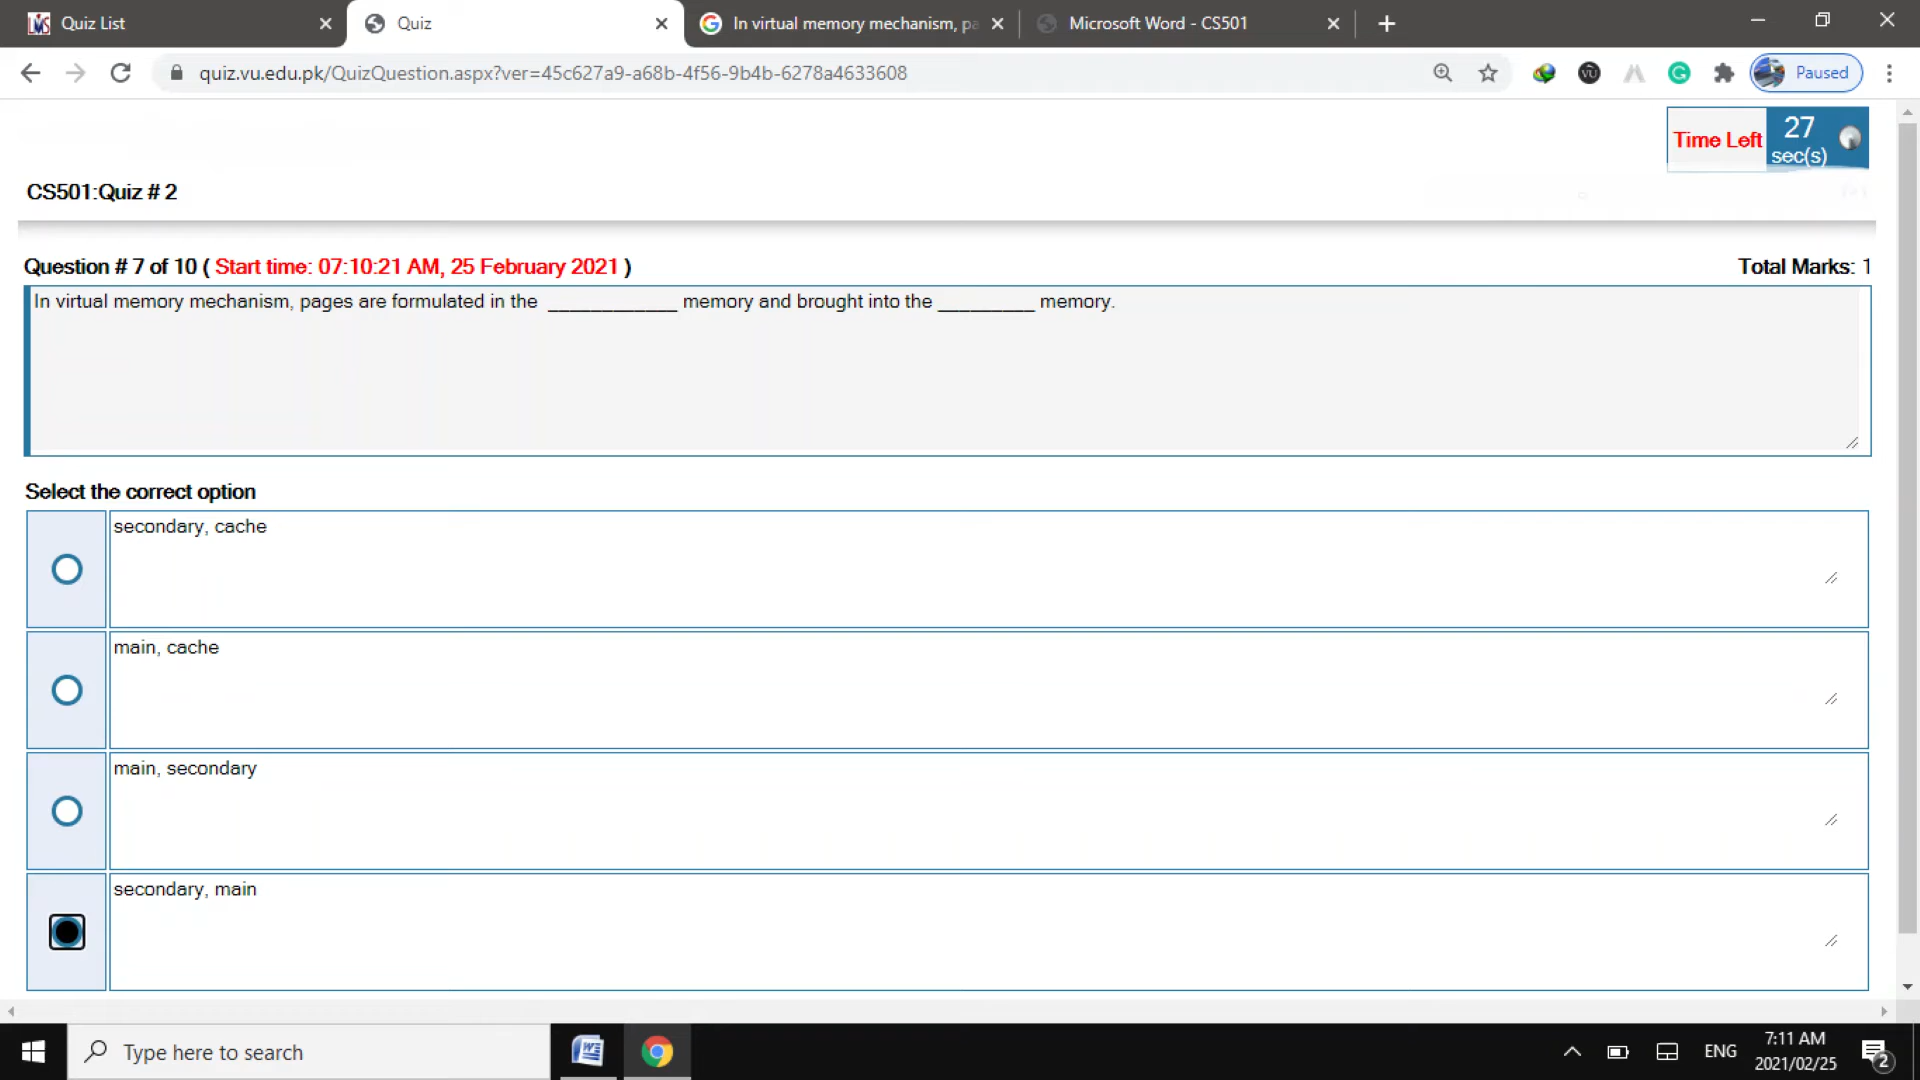 Quiz List
Quiz
In virtual memory mechanism, pa
Microsoft Word - CS501
quiz.vu.edu.pk/QuizQuestion.aspx?ver=45c627a9-a68b-4f56-9b4b-6278a4633608
Paused
Time Left 27 sec(s)
CS501:Quiz # 2
Question # 7 of 10 ( Start time: 07:10:21 AM, 25 February 2021 )
Total Marks: 1
In virtual memory mechanism, pages are formulated in the ____________ memory and brought into the _________ memory.
Select the correct option
secondary, cache
main, cache
main, secondary
secondary, main
Type here to search
ENG
7:11 AM
2021/02/25
2